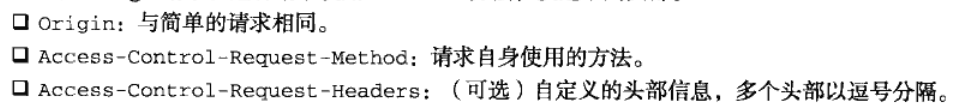 ❑ Origin：与简单的请求相同。
❑ Access-Control-Request-Method：请求自身使用的方法。
❑ Access-Control-Request-Headers：（可选）自定义的头部信息，多个头部以逗号分隔。